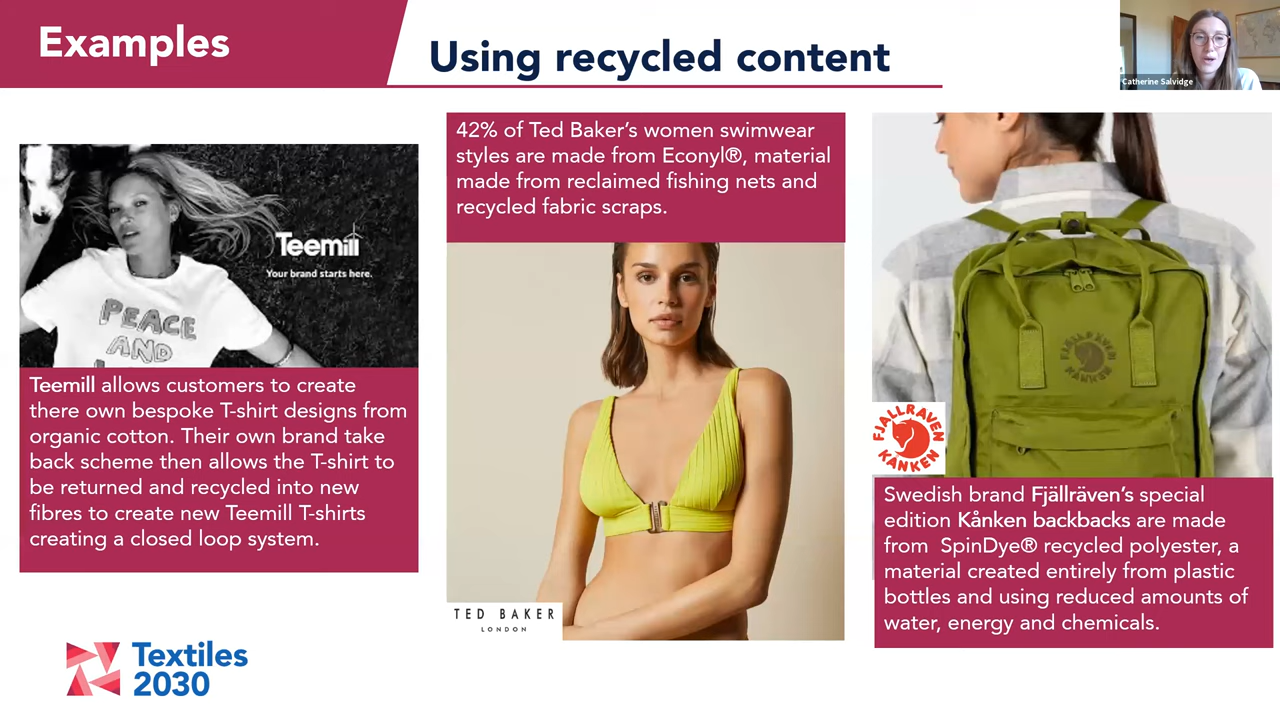 Examples
Using recycled content
Catherine Salvidge
Teemill
Your brand starts here.
PEACE
AND
Teemill allows customers to create
there own bespoke T-shirt designs from
organic cotton. Their own brand take
back scheme then allows the T-shirt to
be returned and recycled into new
fibres to create new Teemill T-shirts
creating a closed loop system.
42% of Ted Baker’s women swimwear
styles are made from Econyl®, material
made from reclaimed fishing nets and
recycled fabric scraps.
TED BAKER
LONDON
FJÄLLRÄVEN
KÅNKEN
FJÄLLRÄVEN
KÅNKEN
Swedish brand Fjällräven’s special
edition Kånken backbacks are made
from SpinDye® recycled polyester, a
material created entirely from plastic
bottles and using reduced amounts of
water, energy and chemicals.
Textiles
2030